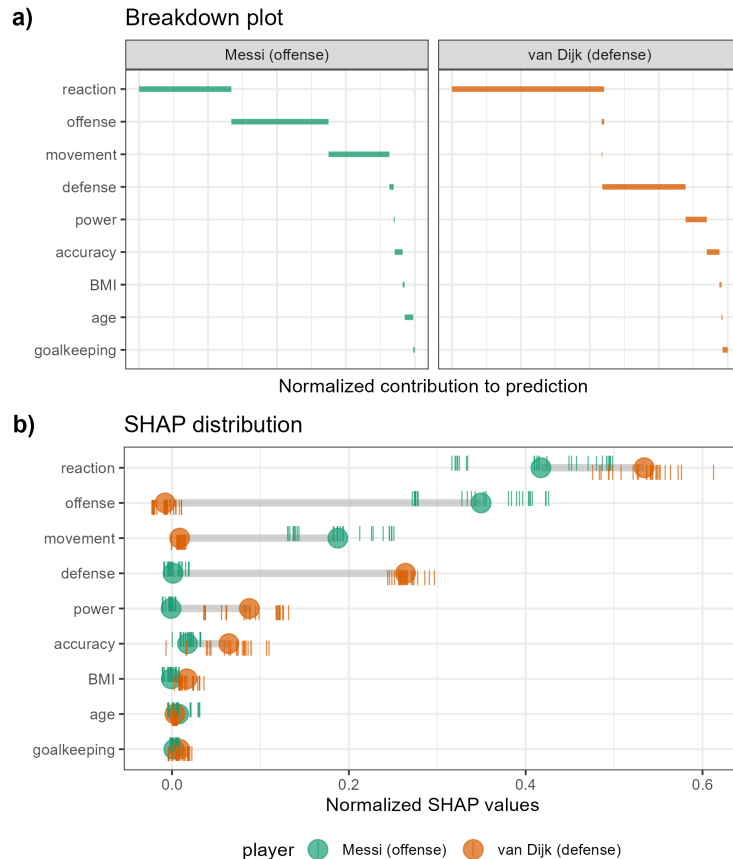 a)
Breakdown plot
Messi (offense)
van Dijk (defense)
reaction
offense
movement
defense
power
accuracy
BMI
age
goalkeeping
Normalized contribution to prediction
b)
SHAP distribution
reaction
offense
movement
defense
power
accuracy
BMI
age
goalkeeping
0.0 0.2 0.4 0.6
Normalized SHAP values
player Messi (offense) van Dijk (defense)